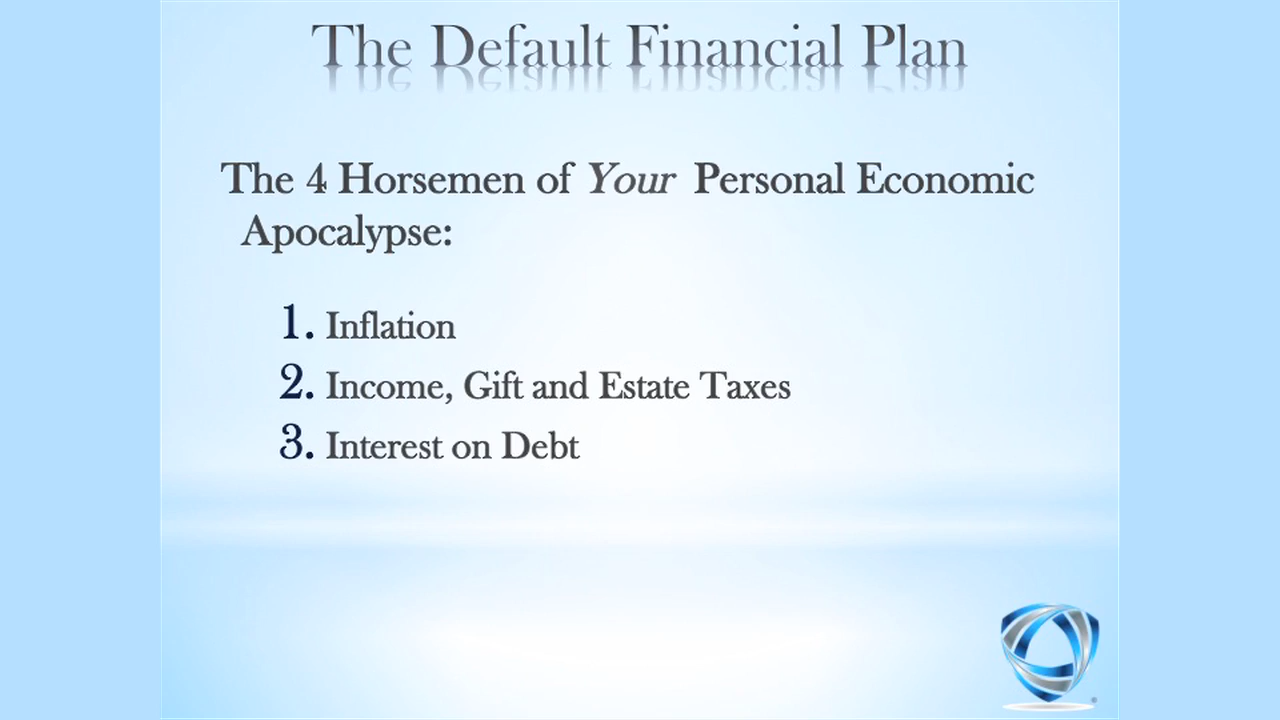 The Default Financial Plan
The 4 Horsemen of Your Personal Economic
Apocalypse:
1. Inflation
2. Income, Gift and Estate Taxes
3. Interest on Debt
®